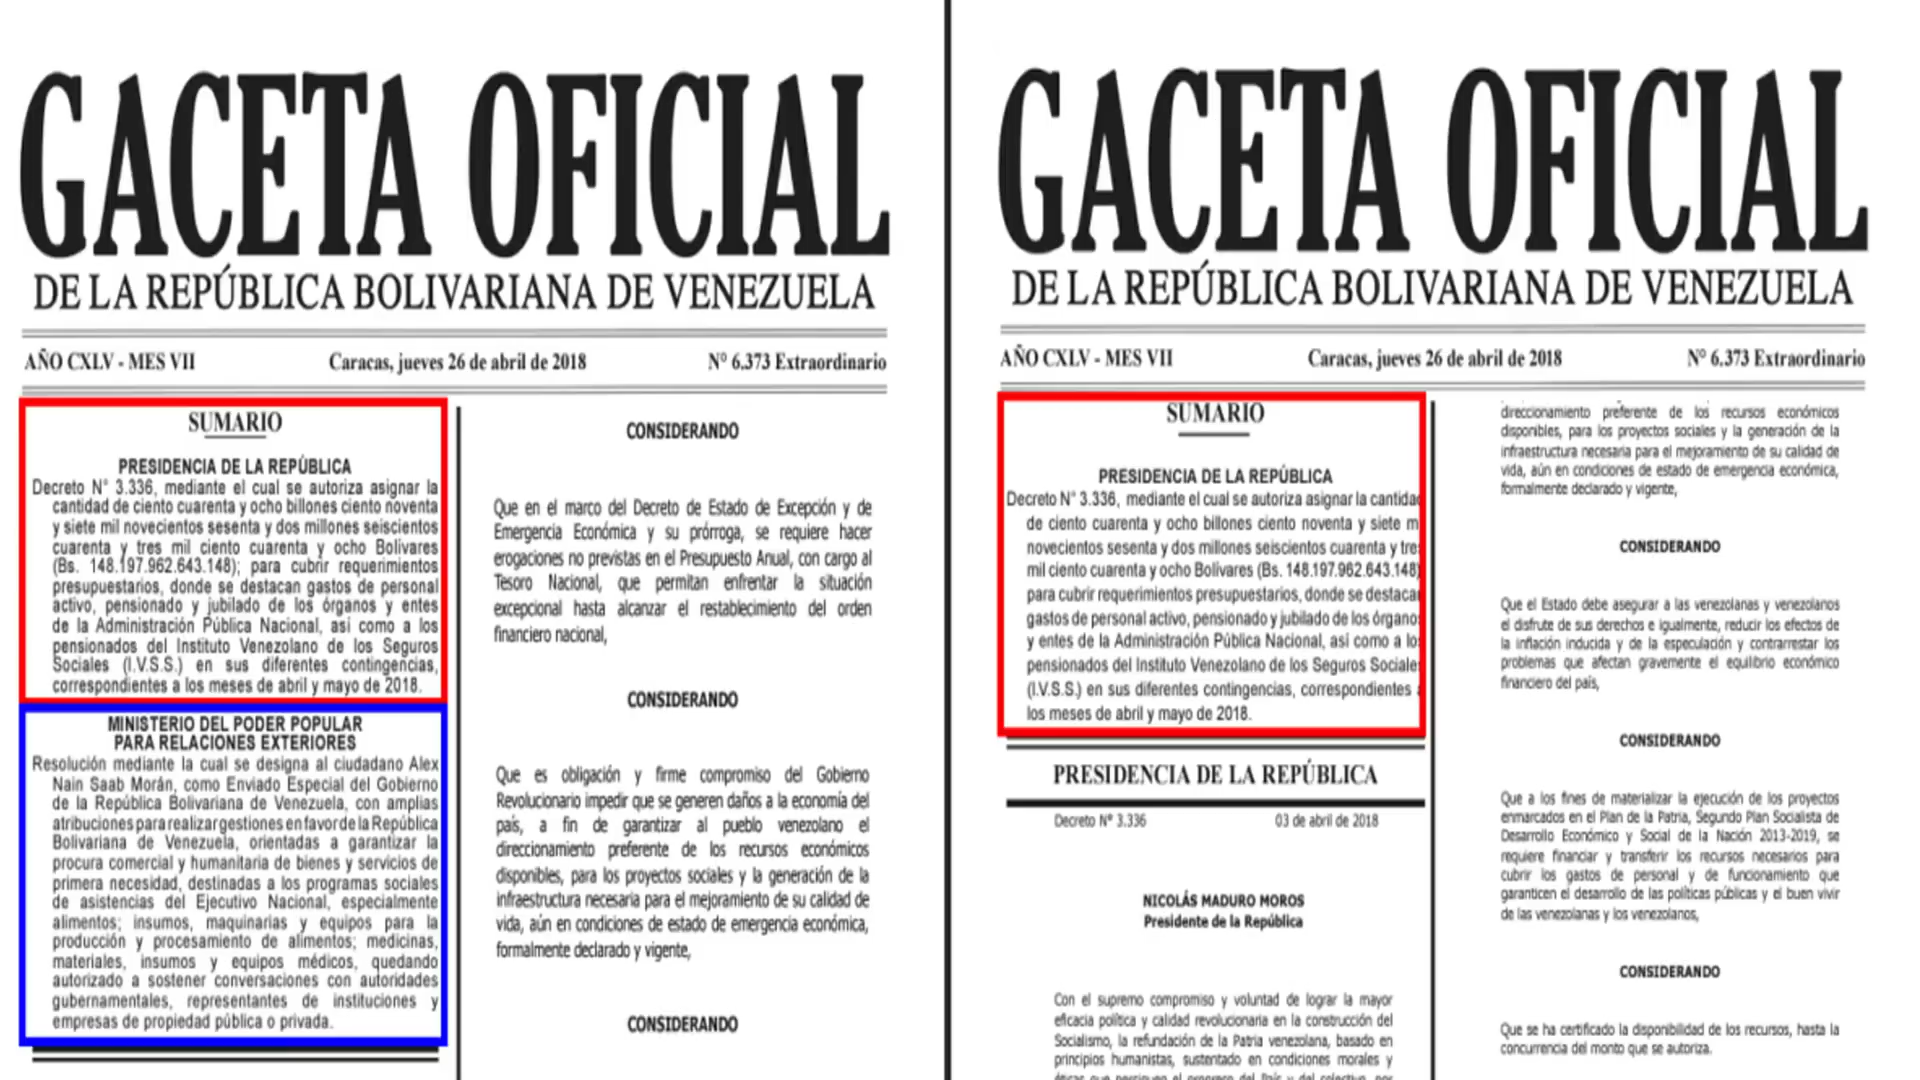 GACETA OFICIAL
DE LA REPÚBLICA BOLIVARIANA DE VENEZUELA
AÑO CXLV - MES VII Caracas, jueves 26 de abril de 2018 N° 6.373 Extraordinario
SUMARIO
PRESIDENCIA DE LA REPÚBLICA
Decreto N° 3.336, mediante el cual se autoriza asignar la
cantidad de ciento cuarenta y ocho billones ciento noventa
y siete mil novecientos sesenta y dos millones seiscientos
cuarenta y tres mil ciento cuarenta y ocho Bolívares
(Bs. 148.197.962.643.148); para cubrir requerimientos
presupuestarios, donde se destacan gastos de personal
activo, pensionado y jubilado de los órganos y entes
de la Administración Pública Nacional, así como a los
pensionados del Instituto Venezolano de los Seguros
Sociales (I.V.S.S.) en sus diferentes contingencias,
correspondientes a los meses de abril y mayo de 2018.
MINISTERIO DEL PODER POPULAR
PARA RELACIONES EXTERIORES
Resolución mediante la cual se designa al ciudadano Alex
Nain Saab Morán, como Enviado Especial del Gobierno
de la República Bolivariana de Venezuela, con amplias
atribuciones para realizar gestiones en favor de la República
Bolivariana de Venezuela, orientadas a garantizar la
procura comercial y humanitaria de bienes y servicios de
primera necesidad, destinadas a los programas sociales
de asistencias del Ejecutivo Nacional, especialmente
alimentos; insumos, maquinarias y equipos para la
producción y procesamiento de alimentos; medicinas,
materiales, insumos y equipos médicos, quedando
autorizado a sostener conversaciones con autoridades
gubernamentales, representantes de instituciones y
empresas de propiedad pública o privada.
CONSIDERANDO
Que en el marco del Decreto de Estado de Excepción y de
Emergencia Económica y su prórroga, se requiere hacer
erogaciones no previstas en el Presupuesto Anual, con cargo al
Tesoro Nacional, que permitan enfrentar la situación
excepcional hasta alcanzar el restablecimiento del orden
financiero nacional,
CONSIDERANDO
Que es obligación y firme compromiso del Gobierno
Revolucionario impedir que se generen daños a la economía del
país, a fin de garantizar al pueblo venezolano el
direccionamiento preferente de los recursos económicos
disponibles, para los proyectos sociales y la generación de la
infraestructura necesaria para el mejoramiento de su calidad de
vida, aún en condiciones de estado de emergencia económica,
formalmente declarado y vigente,
CONSIDERANDO
GACETA OFICIAL
DE LA REPÚBLICA BOLIVARIANA DE VENEZUELA
AÑO CXLV - MES VII Caracas, jueves 26 de abril de 2018 N° 6.373 Extraordinario
SUMARIO
PRESIDENCIA DE LA REPÚBLICA
Decreto N° 3.336, mediante el cual se autoriza asignar la cantidad
de ciento cuarenta y ocho billones ciento noventa y siete m
novecientos sesenta y dos millones seiscientos cuarenta y tres
mil ciento cuarenta y ocho Bolívares (Bs. 148.197.962.643.148)
para cubrir requerimientos presupuestarios, donde se destaca
gastos de personal activo, pensionado y jubilado de los órganos
y entes de la Administración Pública Nacional, así como a los
pensionados del Instituto Venezolano de los Seguros Sociales
(I.V.S.S.) en sus diferentes contingencias, correspondientes a
los meses de abril y mayo de 2018.
PRESIDENCIA DE LA REPÚBLICA
Decreto N° 3.336 03 de abril de 2018
NICOLÁS MADURO MOROS
Presidente de la República
Con el supremo compromiso y voluntad de lograr la mayor
eficacia política y calidad revolucionaria en la construcción del
Socialismo, la refundación de la Patria venezolana, basado en
principios humanistas, sustentado en condiciones morales y
éticas que persiguen el progreso del País y del colectivo, por
direccionamiento preferente de los recursos económicos
disponibles, para los proyectos sociales y la generación de la
infraestructura necesaria para el mejoramiento de su calidad de
vida, aún en condiciones de estado de emergencia económica,
formalmente declarado y vigente,
CONSIDERANDO
Que el Estado debe asegurar a las venezolanas y venezolanos
el disfrute de sus derechos e igualmente, reducir los efectos de
la inflación inducida y de la especulación y contrarrestar los
problemas que afectan gravemente el equilibrio económico
financiero del país,
CONSIDERANDO
Que a los fines de materializar la ejecución de los proyectos
enmarcados en el Plan de la Patria, Segundo Plan Socialista de
Desarrollo Económico y Social de la Nación 2013-2019, se
requiere financiar y transferir los recursos necesarios para
cubrir los gastos de personal y de funcionamiento que
garanticen el desarrollo de las políticas públicas y el buen vivir
de las venezolanas y los venezolanos,
CONSIDERANDO
Que se ha certificado la disponibilidad de los recursos, hasta la
concurrencia del monto que se autoriza.